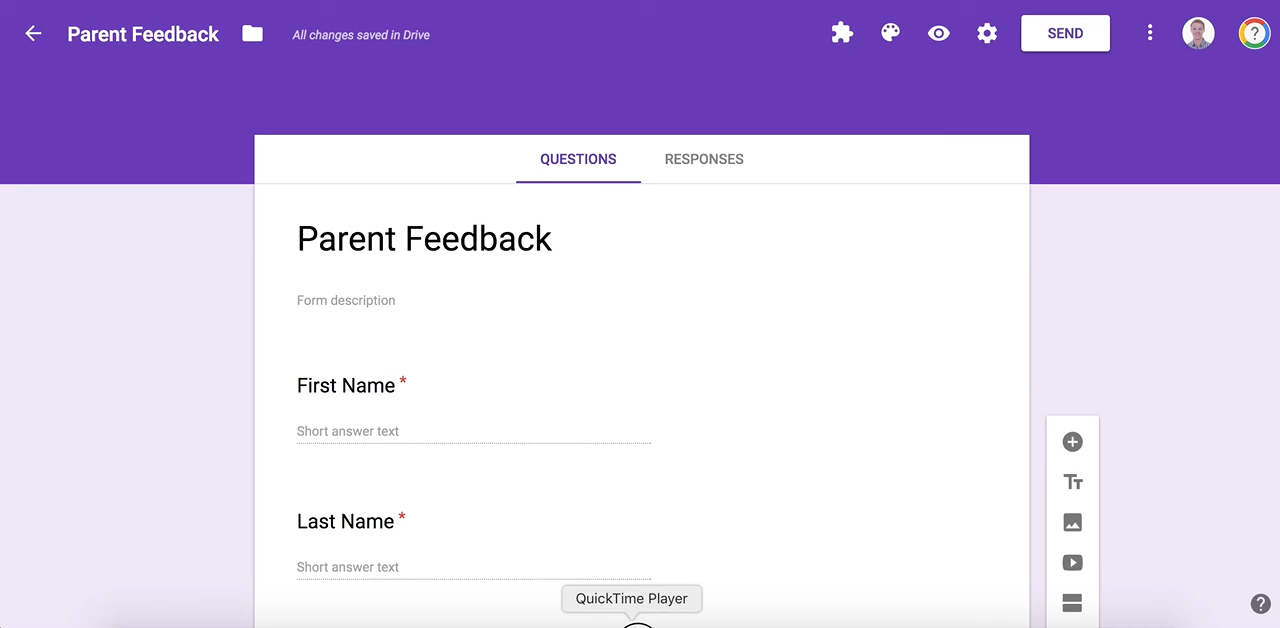 Parent Feedback
All changes saved in Drive
SEND
?
QUESTIONS
RESPONSES
Parent Feedback
Form description
First Name *
Short answer text
Last Name *
Short answer text
Tт
QuickTime Player
?